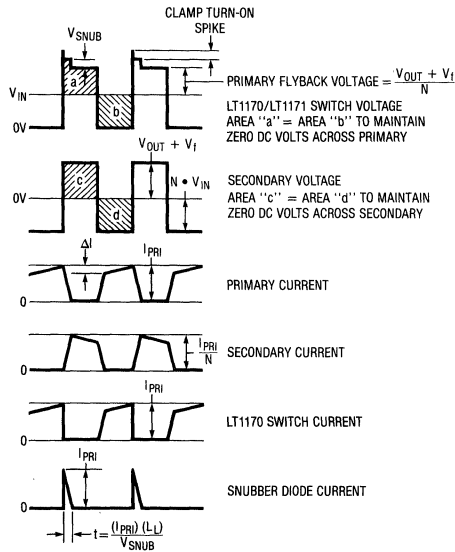 CLAMP TURN-ON
SPIKE
VSNUB
a
b
VIN
0V
PRIMARY FLYBACK VOLTAGE = VOUT + Vf
N
LT1170/LT1171 SWITCH VOLTAGE
AREA "a" = AREA "b" TO MAINTAIN
ZERO DC VOLTS ACROSS PRIMARY
VOUT + Vf
c
d
N • VIN
0V
SECONDARY VOLTAGE
AREA "c" = AREA "d" TO MAINTAIN
ZERO DC VOLTS ACROSS SECONDARY
ΔI
IPRI
0
PRIMARY CURRENT
0
IPRI
N
SECONDARY CURRENT
IPRI
0
LT1170 SWITCH CURRENT
IPRI
0
SNUBBER DIODE CURRENT
t = (IPRI) (LL)
VSNUB